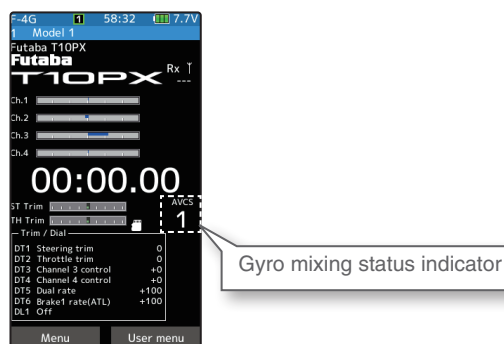 F-4G 1 58:32 7.7V
1 Model 1
Futaba T10PX
Futaba
T10PX
Rx
---
Ch.1
Ch.2
Ch.3
Ch.4
00:00.00
ST Trim
AVCS
TH Trim
1
Trim / Dial
DT1 Steering trim 0
DT2 Throttle trim 0
DT3 Channel 3 control +0
DT4 Channel 4 control +0
DT5 Dual rate +100
DT6 Brake1 rate(ATL) +100
DL1 Off
Menu User menu
Gyro mixing status indicator